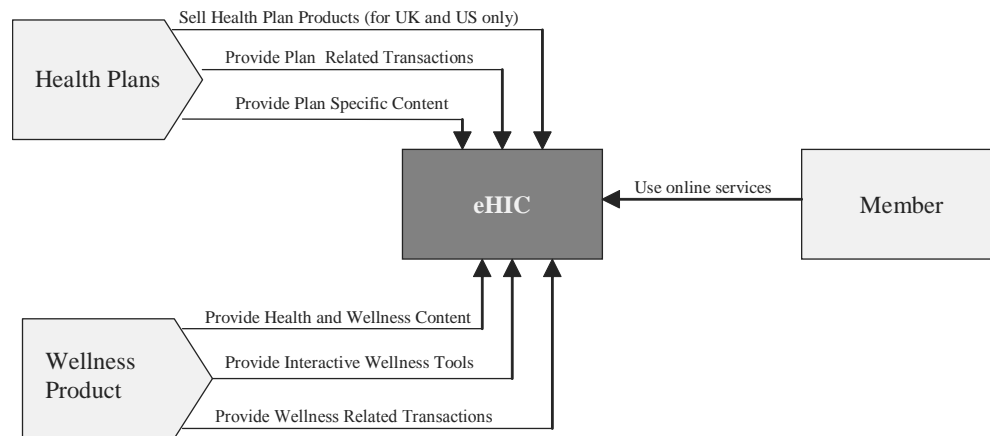 Sell Health Plan Products (for UK and US only)
Provide Plan Related Transactions
Health Plans
Provide Plan Specific Content
eHIC
Use online services
Member
Provide Health and Wellness Content
Wellness
Product
Provide Interactive Wellness Tools
Provide Wellness Related Transactions